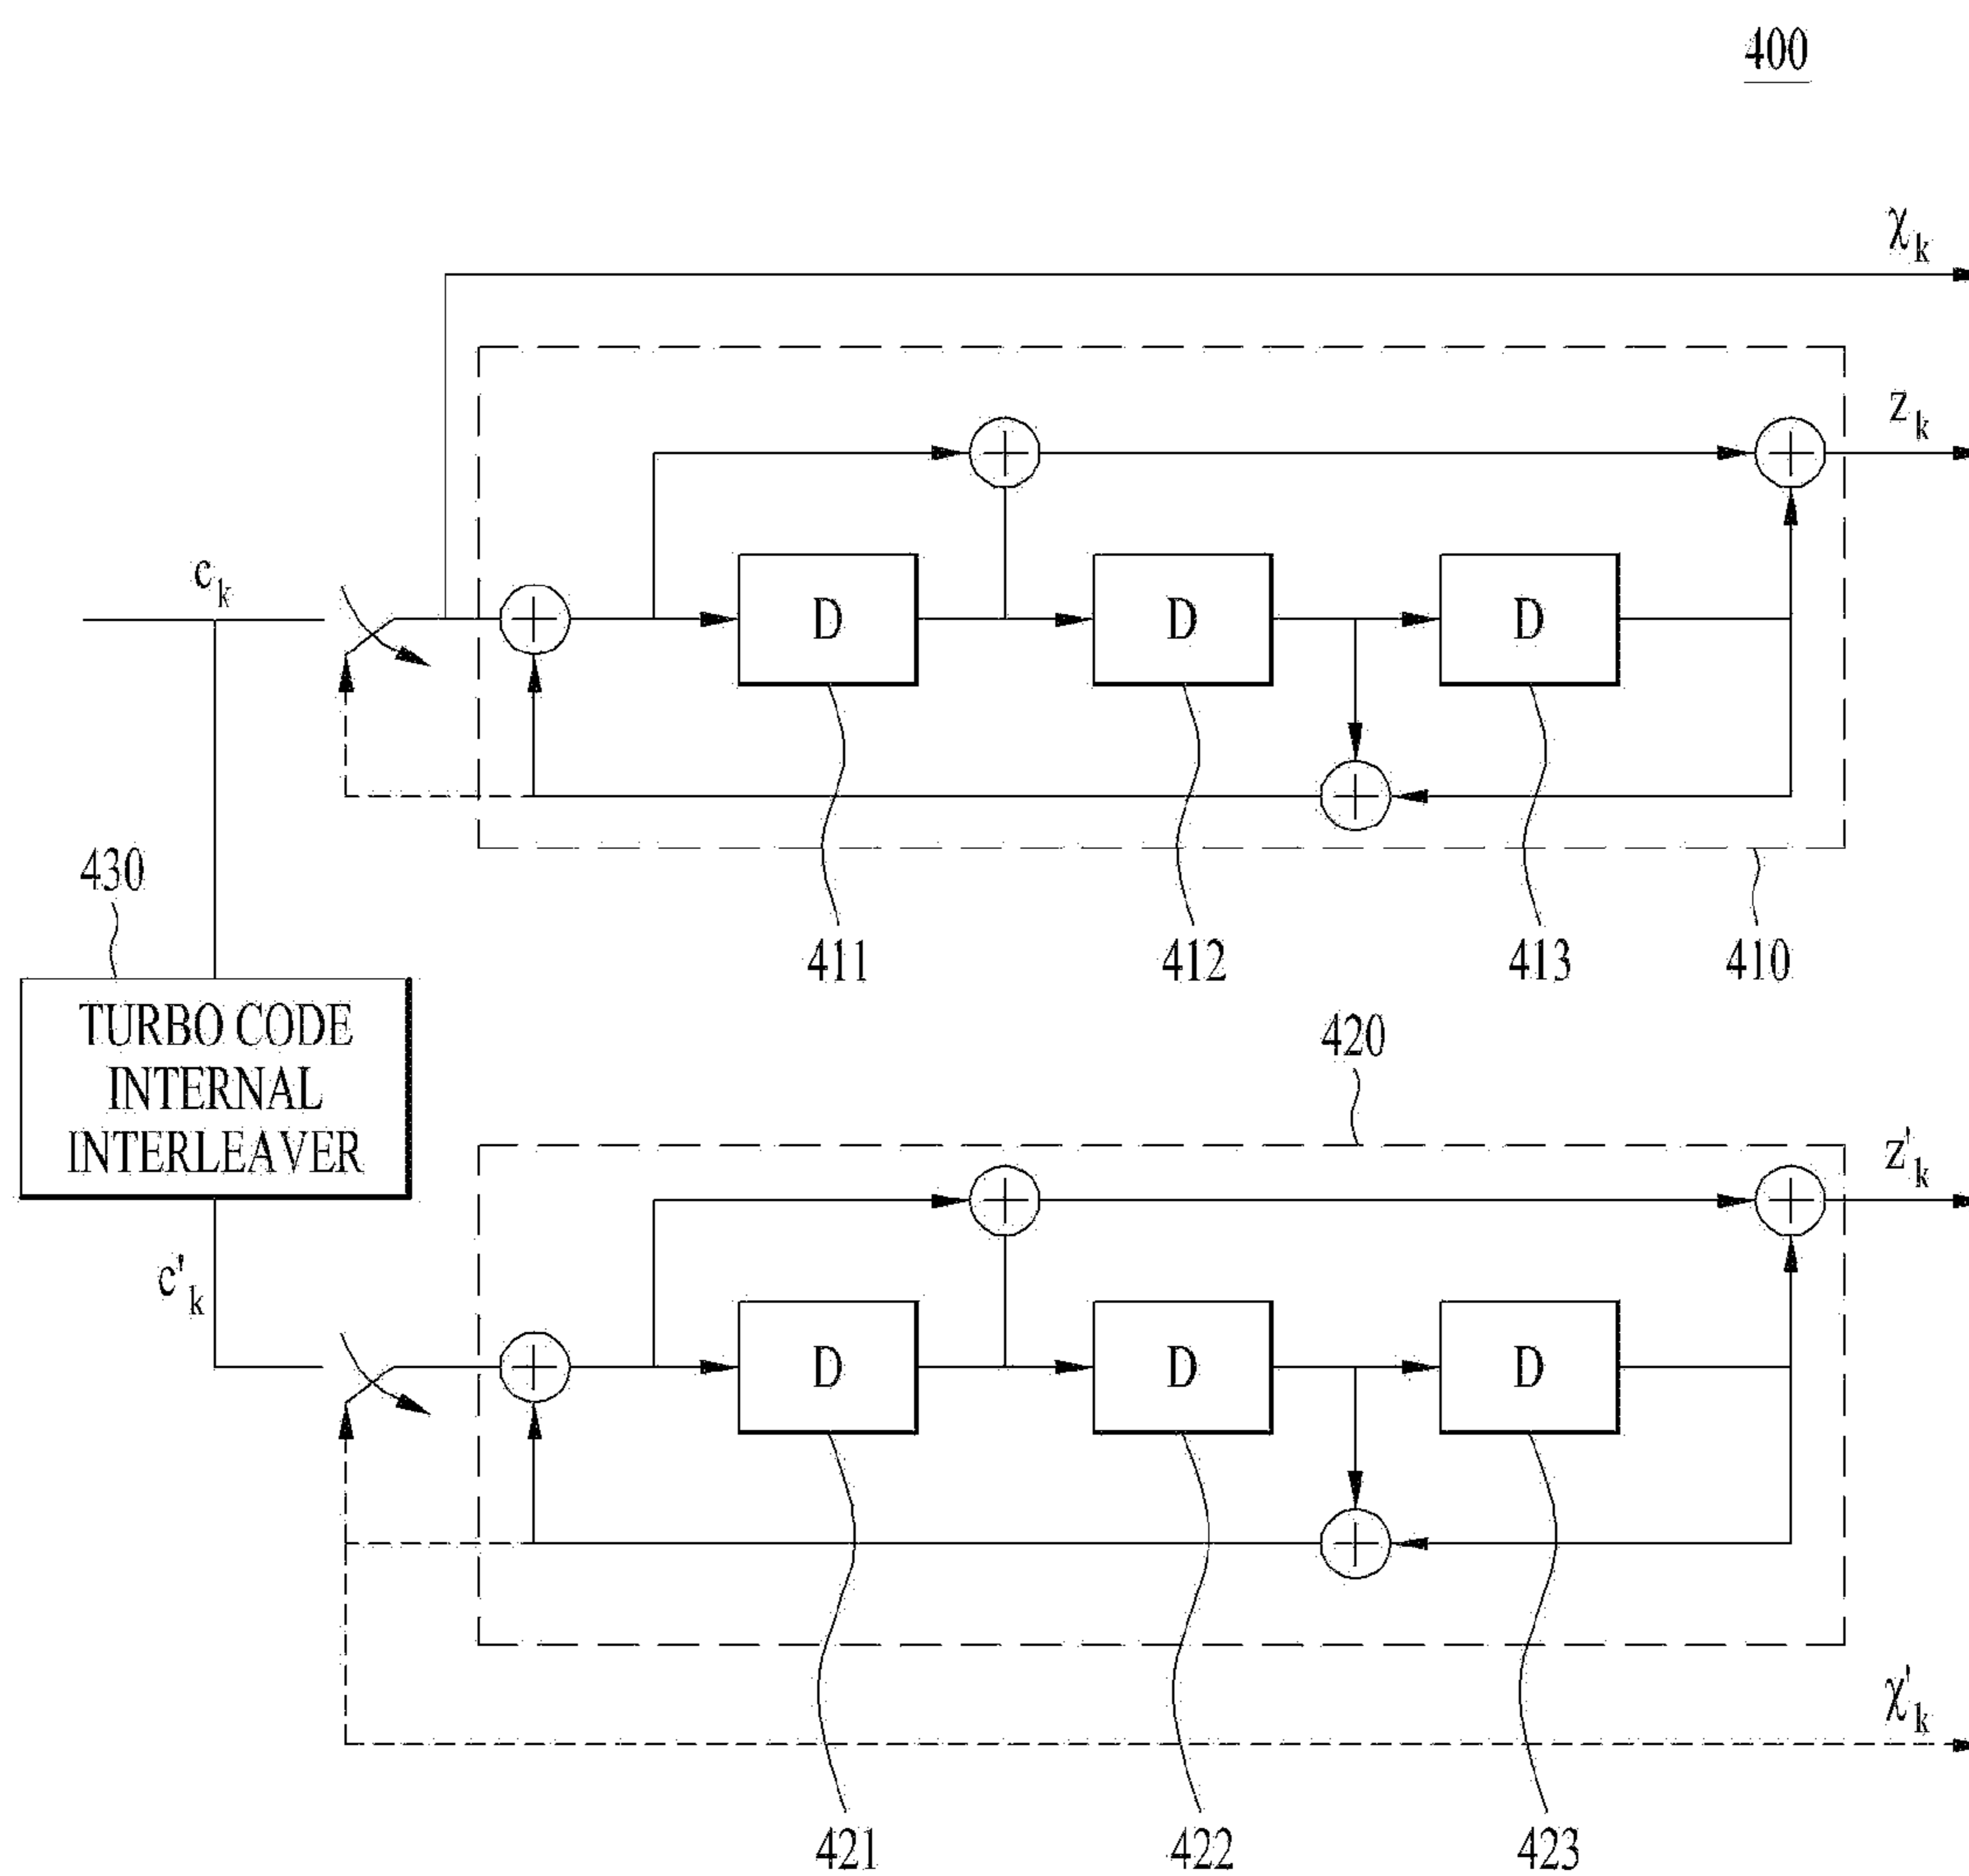 400
χk
zk
ck
D D D
430
411 412 413 410
TURBO CODE
INTERNAL
INTERLEAVER
420
z'k
c'k
D D D
χ'k
421 422 423